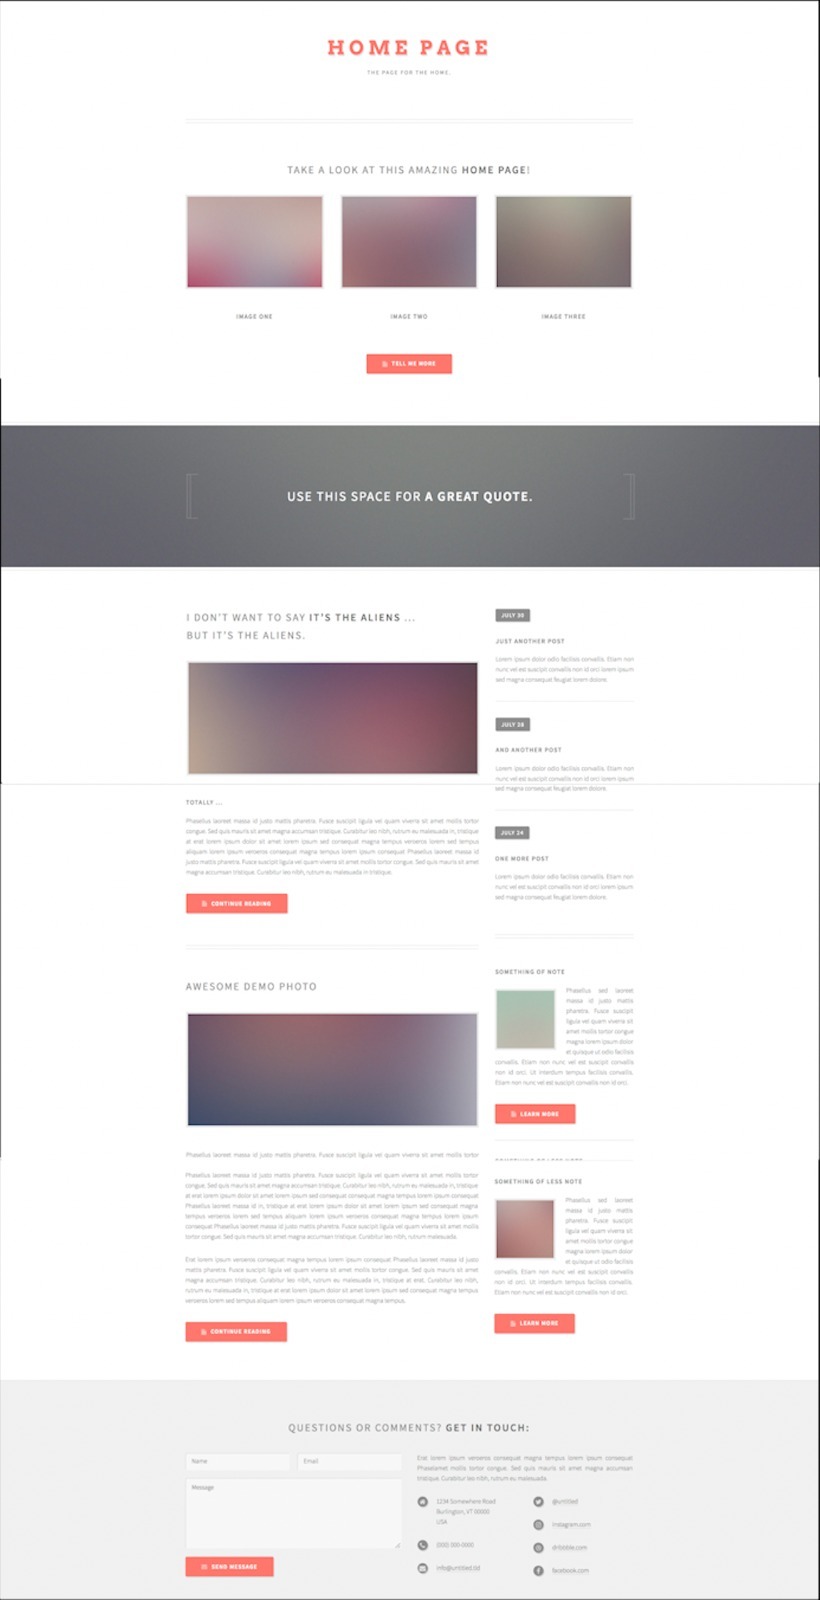 HOME PAGE
THE PAGE FOR THE HOME.
TAKE A LOOK AT THIS AMAZING HOME PAGE!
IMAGE ONE
IMAGE TWO
IMAGE THREE
TELL ME MORE
USE THIS SPACE FOR A GREAT QUOTE.
I DON'T WANT TO SAY IT'S THE ALIENS ...
BUT IT'S THE ALIENS.
TOTALLY ...
Phasellus laoreet massa id justo mattis pharetra. Fusce suscipit ligula vel quam viverra sit amet mollis tortor
congue. Sed quis mauris sit amet magna accumsan tristique. Curabitur leo nibh, rutrum eu malesuada in, tristique
at erat lorem ipsum dolor sit amet lorem ipsum sed consequat magna tempus veroeros lorem sed tempus
aliquam lorem ipsum veroeros consequat magna tempus lorem ipsum consequat Phasellus laoreet massa id
justo mattis pharetra. Fusce suscipit ligula vel quam viverra sit amet mollis tortor congue. Sed quis mauris sit amet
magna accumsan tristique. Curabitur leo nibh, rutrum eu malesuada in tristique.
CONTINUE READING
AWESOME DEMO PHOTO
Phasellus laoreet massa id justo mattis pharetra. Fusce suscipit ligula vel quam viverra sit amet mollis tortor
Phasellus laoreet massa id justo mattis pharetra. Fusce suscipit ligula vel quam viverra sit amet mollis tortor
congue. Sed quis mauris sit amet magna accumsan tristique. Curabitur leo nibh, rutrum eu malesuada in, tristique
at erat lorem ipsum dolor sit amet lorem ipsum sed consequat magna tempus lorem ipsum consequat
Phasellus laoreet massa id in, tristique at erat lorem ipsum dolor sit amet lorem ipsum sed consequat magna
tempus veroeros lorem sed tempus aliquam lorem ipsum veroeros consequat magna tempus lorem ipsum
consequat Phasellus laoreet massa id justo mattis pharetra. Fusce suscipit ligula vel quam viverra sit amet mollis
tortor congue. Sed quis mauris sit amet magna accumsan tristique. Curabitur leo nibh, rutrum eu malesuada.
Erat lorem ipsum veroeros consequat magna tempus lorem ipsum consequat Phasellus laoreet massa id justo
mattis pharetra. Fusce suscipit ligula vel quam viverra sit amet mollis tortor congue. Sed quis mauris sit amet
magna accumsan tristique. Curabitur leo nibh, rutrum eu malesuada in, tristique at erat. Curabitur leo nibh,
rutrum eu malesuada in, tristique at erat lorem ipsum dolor sit amet lorem ipsum sed consequat magna tempus
veroeros lorem sed tempus aliquam lorem ipsum veroeros consequat magna tempus.
CONTINUE READING
JULY 30
JUST ANOTHER POST
Lorem ipsum dolor odio facilisis convallis. Etiam non
nunc vel est suscipit convallis non id orci lorem ipsum
sed magna consequat feugiat lorem dolore.
JULY 28
AND ANOTHER POST
Lorem ipsum dolor odio facilisis convallis. Etiam non
nunc vel est suscipit convallis non id orci lorem ipsum
sed magna consequat feugiat lorem dolore.
JULY 24
ONE MORE POST
Lorem ipsum dolor odio facilisis convallis. Etiam non
nunc vel est suscipit convallis non id orci lorem ipsum
sed magna consequat feugiat lorem dolore.
SOMETHING OF NOTE
Phasellus sed laoreet
massa id justo mattis
pharetra. Fusce suscipit
ligula vel quam viverra sit
amet mollis tortor congue
magna lorem ipsum dolor
et quisque ut odio facilisis
convallis. Etiam non nunc vel est suscipit convallis
non id orci. Ut interdum tempus facilisis convallis.
Etiam non nunc vel est suscipit convallis non id orci.
LEARN MORE
SOMETHING OF LESS NOTE
Phasellus sed laoreet
massa id justo mattis
pharetra. Fusce suscipit
ligula vel quam viverra sit
amet mollis tortor congue
magna lorem ipsum dolor
et quisque ut odio facilisis
convallis. Etiam non nunc vel est suscipit convallis
non id orci. Ut interdum tempus facilisis convallis.
Etiam non nunc vel est suscipit convallis non id orci.
LEARN MORE
QUESTIONS OR COMMENTS? GET IN TOUCH:
Name
Email
Message
SEND MESSAGE
Erat lorem ipsum veroeros consequat magna tempus lorem ipsum consequat
Phaselamet mollis tortor congue. Sed quis mauris sit amet magna accumsan
tristique. Curabitur leo nibh, rutrum eu malesuada.
1234 Somewhere Road
Burlington, VT 00000
USA
(000) 000-0000
info@untitled.tld
@untitled
instagram.com
dribbble.com
facebook.com